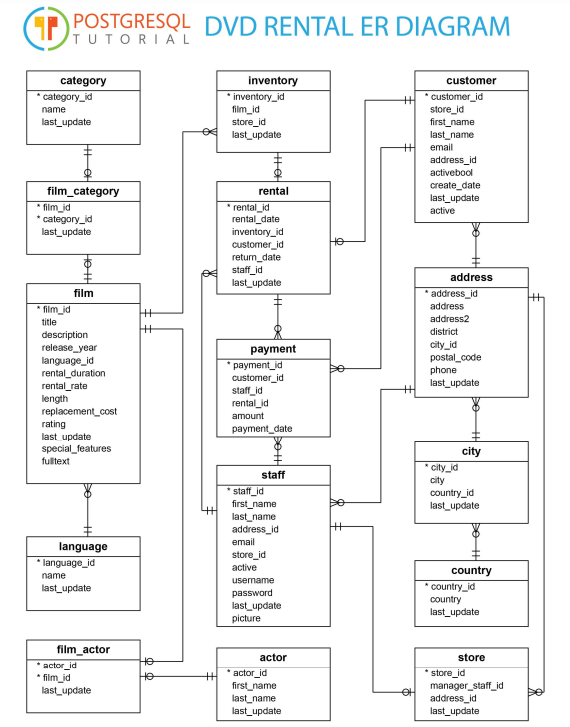 POSTGRESQL
TUTORIAL
DVD RENTAL ER DIAGRAM
category
* category_id
name
last_update
film_category
* film_id
* category_id
last_update
film
* film_id
title
description
release_year
language_id
rental_duration
rental_rate
length
replacement_cost
rating
last_update
special_features
fulltext
language
* language_id
name
last_update
film_actor
* actor_id
* film_id
last_update
inventory
* inventory_id
film_id
store_id
last_update
rental
* rental_id
rental_date
inventory_id
customer_id
return_date
staff_id
last_update
payment
* payment_id
customer_id
staff_id
rental_id
amount
payment_date
staff
* staff_id
first_name
last_name
address_id
email
store_id
active
username
password
last_update
picture
actor
* actor_id
first_name
last_name
last_update
customer
* customer_id
store_id
first_name
last_name
email
address_id
activebool
create_date
last_update
active
address
* address_id
address
address2
district
city_id
postal_code
phone
last_update
city
* city_id
city
country_id
last_update
country
* country_id
country
last_update
store
* store_id
manager_staff_id
address_id
last_update